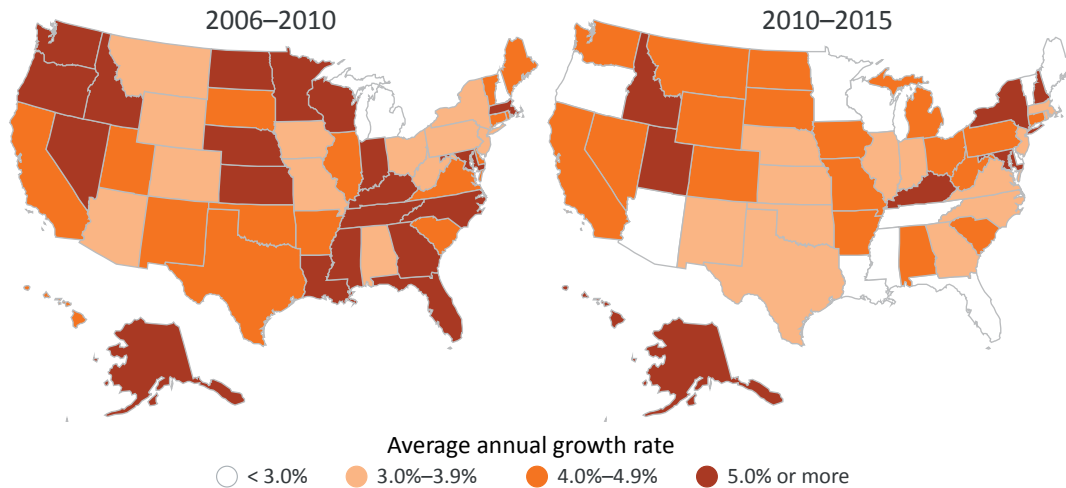 2006–2010
2010–2015
Average annual growth rate
< 3.0%
3.0%–3.9%
4.0%–4.9%
5.0% or more